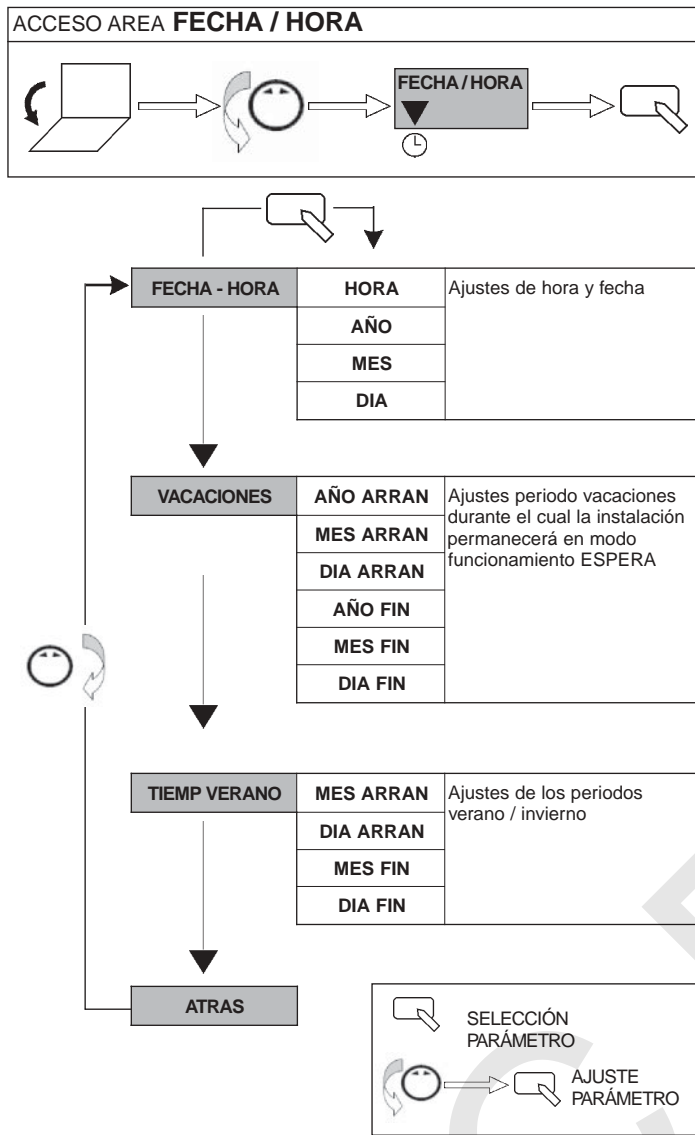 ACCESO AREA FECHA / HORA
FECHA / HORA
FECHA - HORA
HORA
AÑO
MES
DIA
Ajustes de hora y fecha
VACACIONES
AÑO ARRAN
MES ARRAN
DIA ARRAN
AÑO FIN
MES FIN
DIA FIN
Ajustes periodo vacaciones
durante el cual la instalación
permanecerá en modo
funcionamiento ESPERA
TIEMP VERANO
MES ARRAN
DIA ARRAN
MES FIN
DIA FIN
Ajustes de los periodos
verano / invierno
ATRAS
SELECCIÓN
PARÁMETRO
AJUSTE
PARÁMETRO